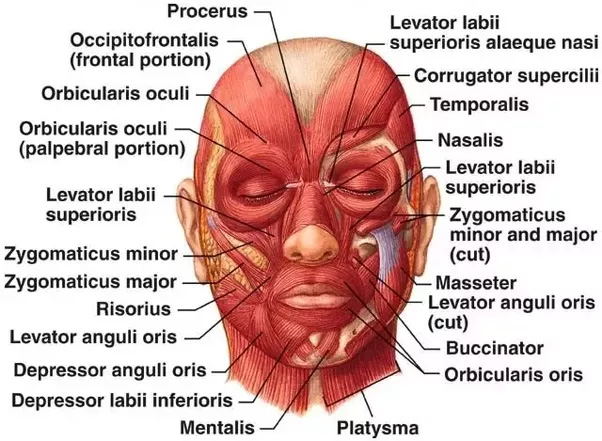 Procerus
Occipitofrontalis
(frontal portion)
Orbicularis oculi
Orbicularis oculi
(palpebral portion)
Levator labii
superioris
Zygomaticus minor
Zygomaticus major
Risorius
Levator anguli oris
Depressor anguli oris
Depressor labii inferioris
Mentalis
Levator labii
superioris alaeque nasi
Corrugator supercilii
Temporalis
Nasalis
Levator labii
superioris
Zygomaticus
minor and major
(cut)
Masseter
Levator anguli oris
(cut)
Buccinator
Orbicularis oris
Platysma